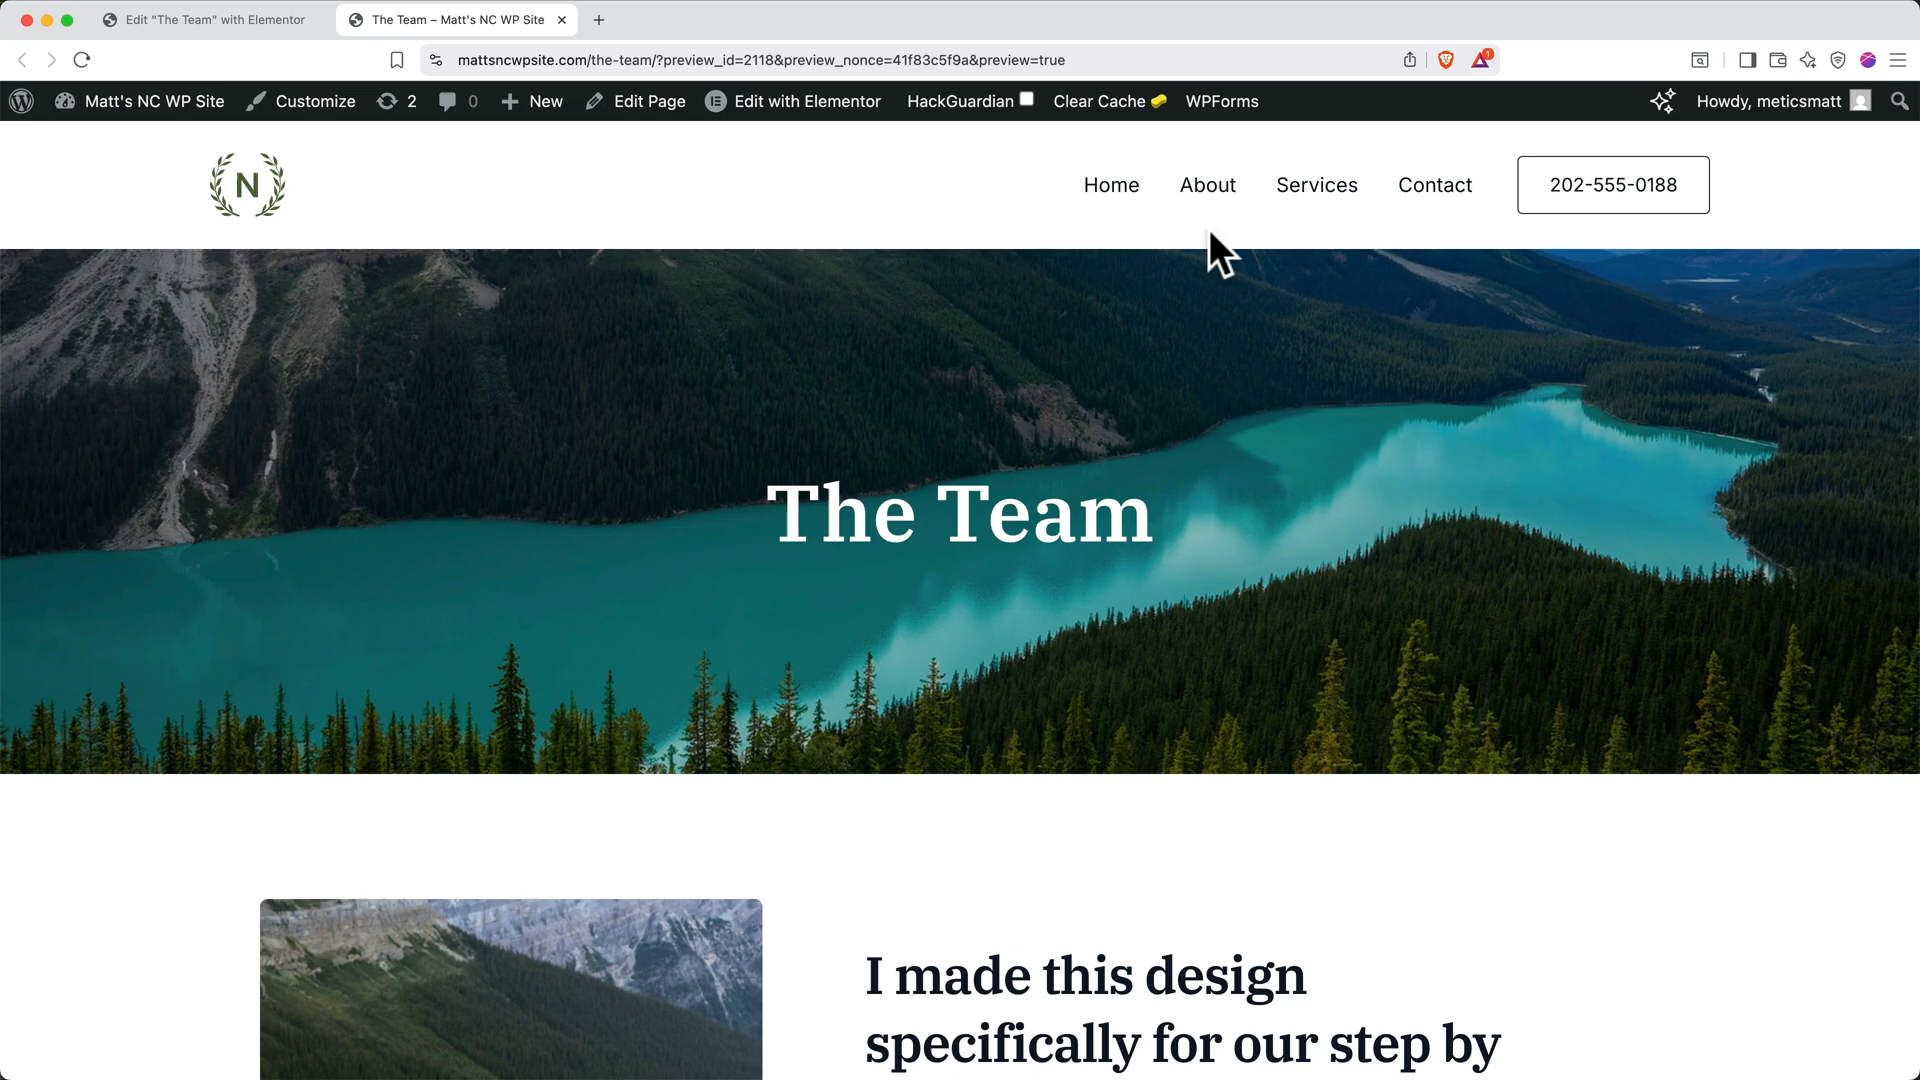 Edit "The Team" with Elementor
The Team – Matt's NC WP Site
mattsncwpsite.com/the-team/?preview_id=2118&preview_nonce=41f83c5f9a&preview=true
1
Matt's NC WP Site Customize 2 0 New Edit Page Edit with Elementor HackGuardian Clear Cache WPForms Howdy, meticsmatt
N
Home About Services Contact 202-555-0188
The Team
I made this design
specifically for our step by